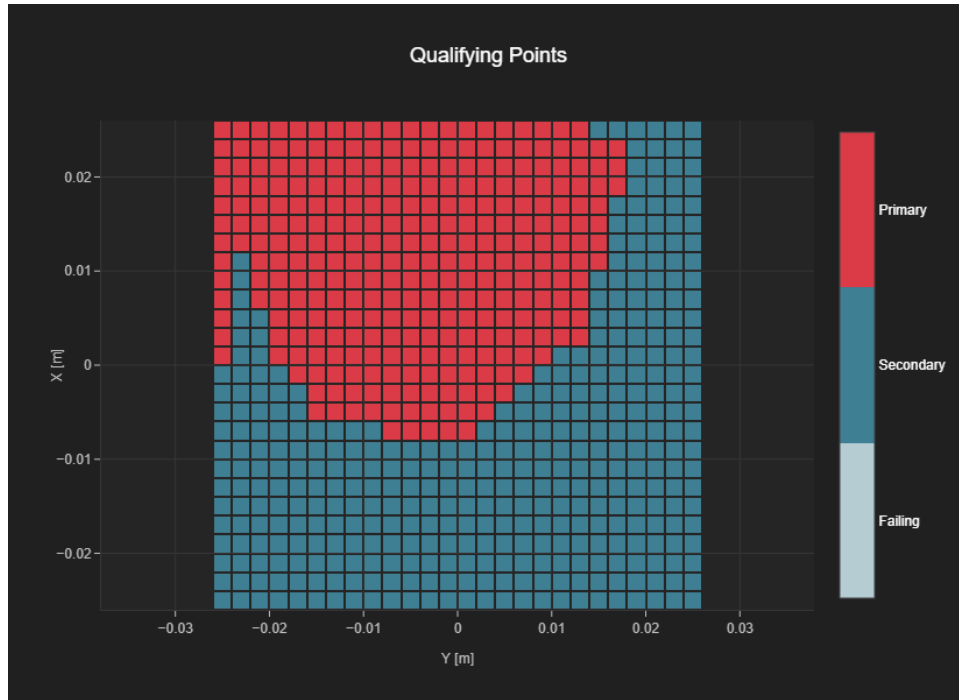 Qualifying Points
0.02
0.01
0
−0.01
−0.02
X [m]
−0.03
−0.02
−0.01
0
0.01
0.02
0.03
Y [m]
Primary
Secondary
Failing